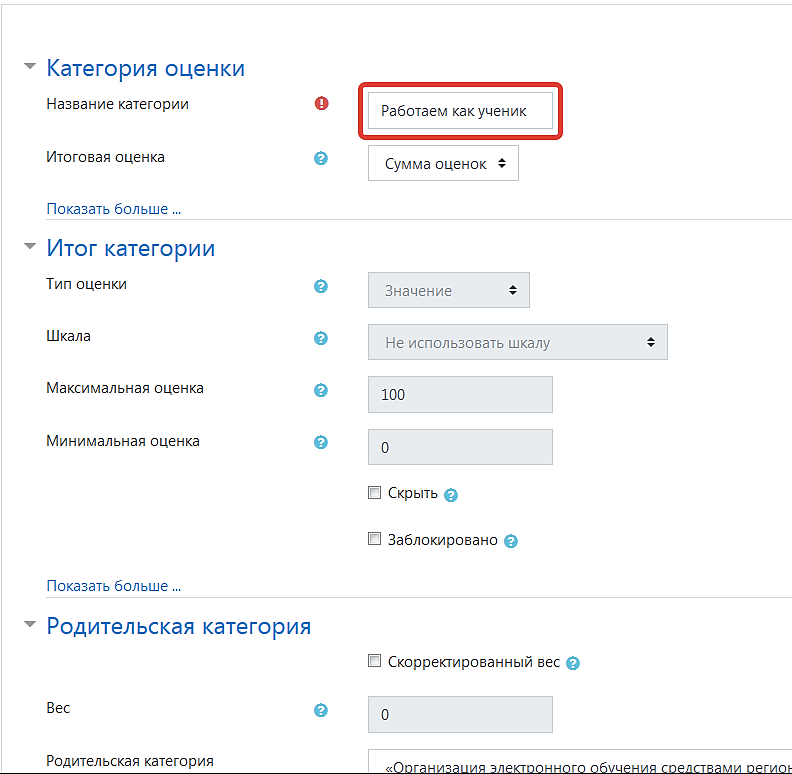 Категория оценки
Название категории
Работаем как ученик
Итоговая оценка
Сумма оценок
Показать больше ...
Итог категории
Тип оценки
Значение
Шкала
Не использовать шкалу
Максимальная оценка
100
Минимальная оценка
0
Скрыть
Заблокировано
Показать больше ...
Родительская категория
Скорректированный вес
Вес
0
Родительская категория
«Организация электронного обучения средствами